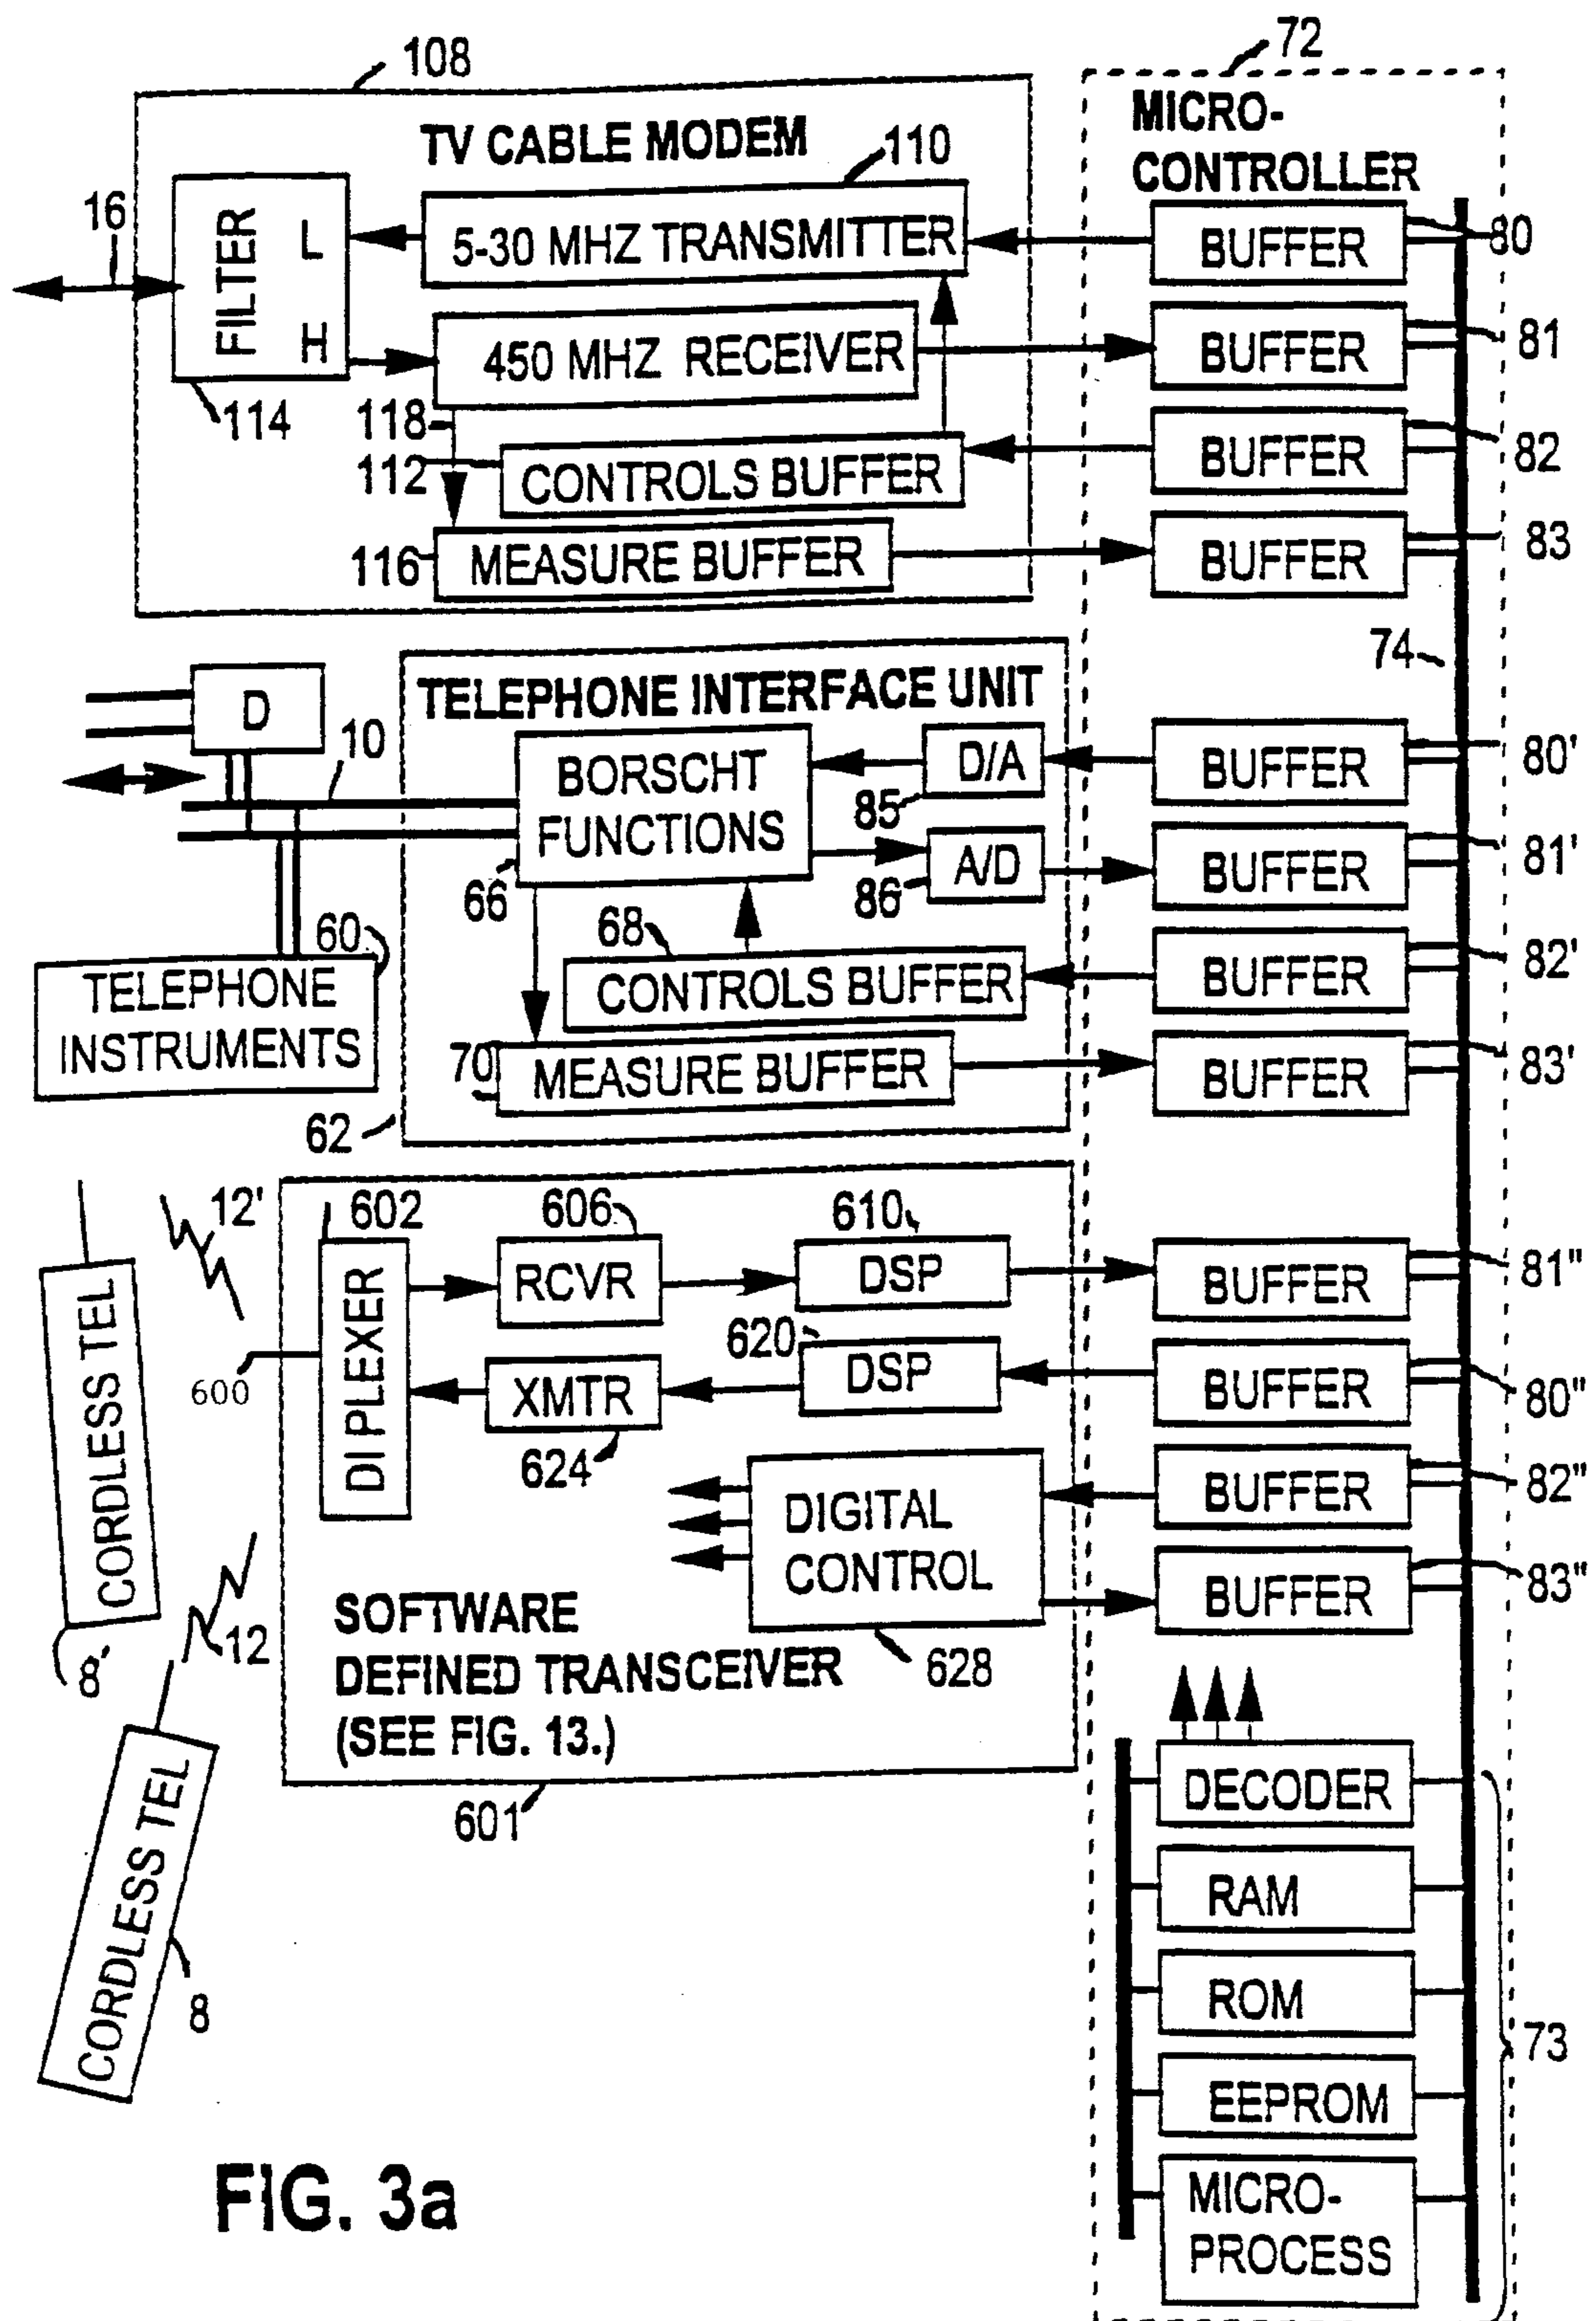 72
108
MICRO-
CONTROLLER
TV CABLE MODEM
110
16
FILTER
L
H
5-30 MHZ TRANSMITTER
BUFFER
80
450 MHZ RECEIVER
BUFFER
81
114
118
112
CONTROLS BUFFER
BUFFER
82
116
MEASURE BUFFER
BUFFER
83
74
TELEPHONE INTERFACE UNIT
D
10
BORSCHT
FUNCTIONS
D/A
85
BUFFER
80'
66
A/D
86
BUFFER
81'
60
68
CONTROLS BUFFER
BUFFER
82'
TELEPHONE
INSTRUMENTS
70
MEASURE BUFFER
BUFFER
83'
62
12'
602
606
610
DI PLEXER
RCVR
DSP
BUFFER
81"
600
620
XMTR
DSP
BUFFER
80"
624
CORDLESS TEL
8'
12
DIGITAL
CONTROL
BUFFER
82"
BUFFER
83"
628
SOFTWARE
DEFINED TRANSCEIVER
(SEE FIG. 13.)
601
CORDLESS TEL
8
DECODER
RAM
ROM
73
EEPROM
MICRO-
PROCESS
FIG. 3a